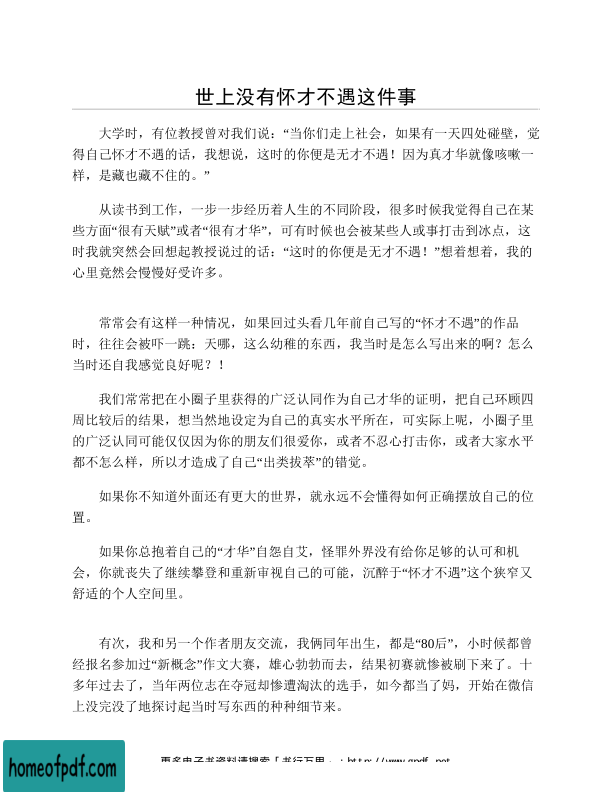 世上没有怀才不遇这件事
大学时，有位教授曾对我们说：“当你们走上社会，如果有一天四处碰壁，觉
得自己怀才不遇的话，我想说，这时的你便是无才不遇！因为真才华就像咳嗽一
样，是藏也藏不住的。”
从读书到工作，一步一步经历着人生的不同阶段，很多时候我觉得自己在某
些方面“很有天赋”或者“很有才华”，可有时候也会被某些人或事打击到冰点，这
时我就突然会回想起教授说过的话：“这时的你便是无才不遇！”想着想着，我的
心里竟然会慢慢好受许多。
常常会有这样一种情况，如果回过头看几年前自己写的“怀才不遇”的作品
时，往往会被吓一跳：天哪，这么幼稚的东西，我当时是怎么写出来的啊？怎么
当时还自我感觉良好呢？！
我们常常把在小圈子里获得的广泛认同作为自己才华的证明，把自己环顾四
周比较后的结果，想当然地设定为自己的真实水平所在，可实际上呢，小圈子里
的广泛认同可能仅仅因为你的朋友们很爱你，或者不忍心打击你，或者大家水平
都不怎么样，所以才造成了自己“出类拔萃”的错觉。
如果你不知道外面还有更大的世界，就永远不会懂得如何正确摆放自己的位
置。
如果你总抱着自己的“才华”自怨自艾，怪罪外界没有给你足够的认可和机
会，你就丧失了继续攀登和重新审视自己的可能，沉醉于“怀才不遇”这个狭窄又
舒适的个人空间里。
有次，我和另一个作者朋友交流，我俩同年出生，都是“80后”，小时候都曾
经报名参加过“新概念”作文大赛，雄心勃勃而去，结果初赛就惨被刷下来了。十
多年过去了，当年两位志在夺冠却惨遭淘汰的选手，如今都当了妈，开始在微信
上没完没了地探讨起当时写东西的种种细节来。
更多电子书资料请搜索「书行万里」：http://www.gpdf.net
homeofpdf.com